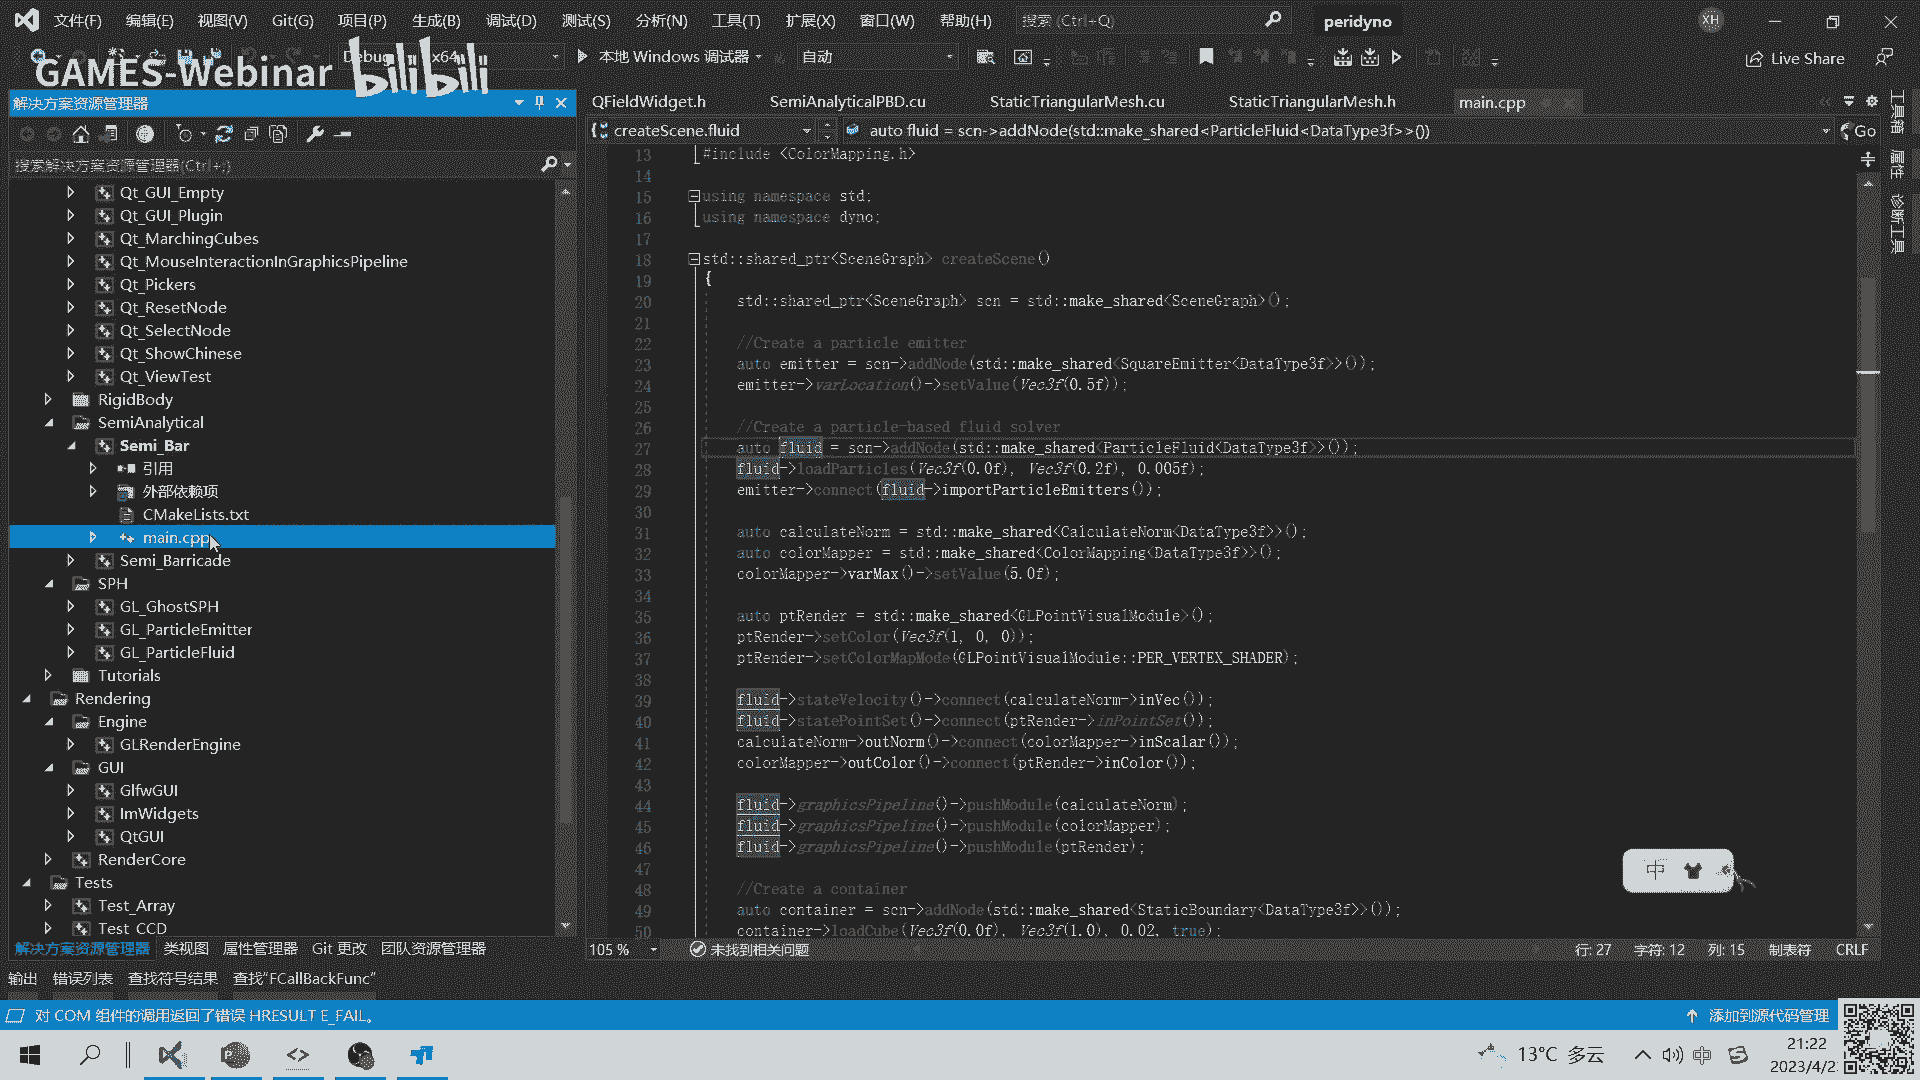 文件(F) 编辑(E) 视图(V) Git(G) 项目(P) 生成(B) 调试(D) 测试(S) 分析(N) 工具(T) 扩展(X) 窗口(W) 帮助(H) 搜索 (Ctrl+Q) peridyno XH
Debug x64 本地 Windows 调试器 自动 Live Share
GAMES-Webinar bilibili
解决方案资源管理器
QFieldWidget.h SemiAnalyticalPBD.cu StaticTriangularMesh.cu StaticTriangularMesh.h main.cpp
createScene.fluid auto fluid = scn->addNode(std::make_shared<ParticleFluid<DataType3f>>()) Go
搜索解决方案资源管理器(Ctrl+;)
Qt_GUI_Empty
Qt_GUI_Plugin
Qt_MarchingCubes
Qt_MouseInteractionInGraphicsPipeline
Qt_Pickers
Qt_ResetNode
Qt_SelectNode
Qt_ShowChinese
Qt_ViewTest
RigidBody
SemiAnalytical
Semi_Bar
引用
外部依赖项
CMakeLists.txt
main.cpp
Semi_Barricade
SPH
GL_GhostSPH
GL_ParticleEmitter
GL_ParticleFluid
Tutorials
Rendering
Engine
GLRenderEngine
GUI
GlfwGUI
ImWidgets
QtGUI
RenderCore
Tests
Test_Array
Test_CCD
13 #include <ColorMapping.h>
14
15 using namespace std;
16 using namespace dyno;
17
18 std::shared_ptr<SceneGraph> createScene()
19 {
20 std::shared_ptr<SceneGraph> scn = std::make_shared<SceneGraph>();
21
22 //Create a particle emitter
23 auto emitter = scn->addNode(std::make_shared<SquareEmitter<DataType3f>>());
24 emitter->varLocation()->setValue(Vec3f(0.5f));
25
26 //Create a particle-based fluid solver
27 auto fluid = scn->addNode(std::make_shared<ParticleFluid<DataType3f>>());
28 fluid->loadParticles(Vec3f(0.0f), Vec3f(0.2f), 0.005f);
29 emitter->connect(fluid->importParticleEmitters());
30
31 auto calculateNorm = std::make_shared<CalculateNorm<DataType3f>>();
32 auto colorMapper = std::make_shared<ColorMapping<DataType3f>>();
33 colorMapper->varMax()->setValue(5.0f);
34
35 auto ptRender = std::make_shared<GLPointVisualModule>();
36 ptRender->setColor(Vec3f(1, 0, 0));
37 ptRender->setColorMapMode(GLPointVisualModule::PER_VERTEX_SHADER);
38
39 fluid->stateVelocity()->connect(calculateNorm->inVec());
40 fluid->statePointSet()->connect(ptRender->inPointSet());
41 calculateNorm->outNorm()->connect(colorMapper->inScalar());
42 colorMapper->outColor()->connect(ptRender->inColor());
43
44 fluid->graphicsPipeline()->pushModule(calculateNorm);
45 fluid->graphicsPipeline()->pushModule(colorMapper);
46 fluid->graphicsPipeline()->pushModule(ptRender);
47
48 //Create a container
49 auto container = scn->addNode(std::make_shared<StaticBoundary<DataType3f>>());
50 container->loadCube(Vec3f(0.0f), Vec3f(1.0), 0.02, true);
工具箱
属性
诊断工具
中
解决方案资源管理器 类视图 属性管理器 Git 更改 团队资源管理器
105 % 未找到相关问题 行: 27 字符: 12 列: 15 制表符 CRLF
输出 错误列表 查找符号结果 查找"FCallBackFunc"
对 COM 组件的调用返回了错误 HRESULT E_FAIL。 添加到源代码管理
13°C 多云 中 21:22
2023/4/2